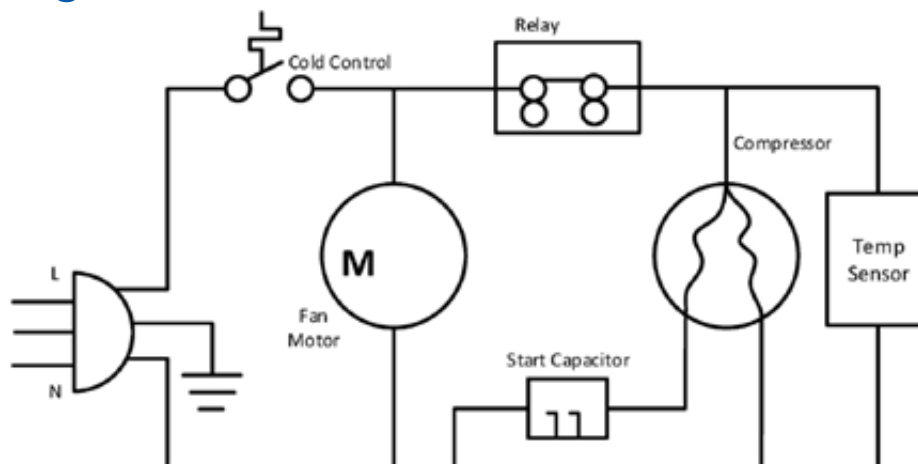 Relay
Cold Control
Compressor
L
M
Temp
Sensor
Fan
Motor
Start Capacitor
N